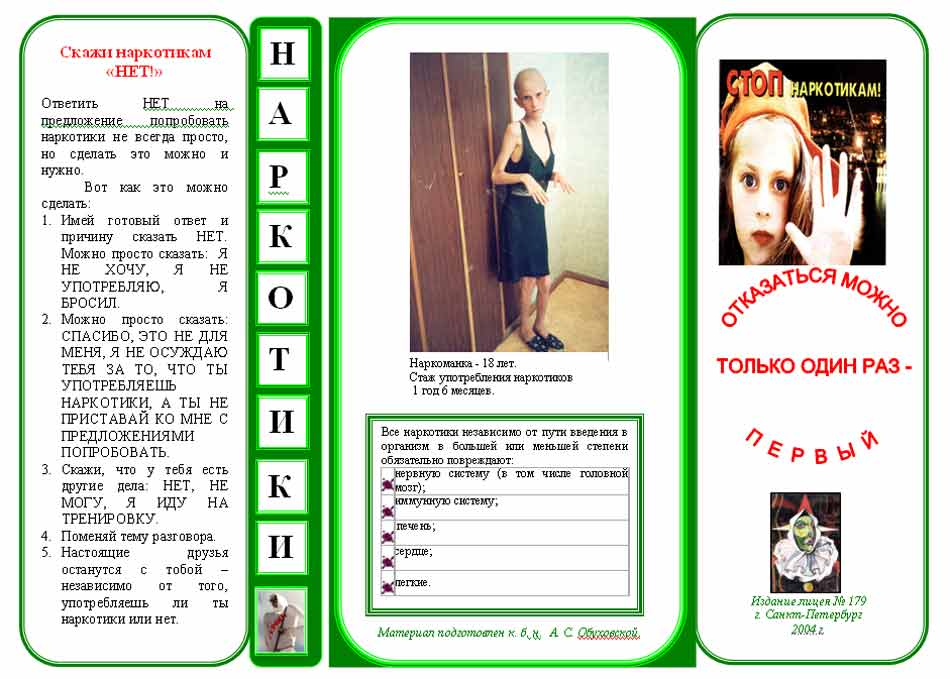 Скажи наркотикам
«НЕТ!»
Ответить НЕТ на
предложение попробовать
наркотики не всегда просто,
но сделать это можно и
нужно.
Вот как это можно
сделать:
1. Имей готовый ответ и
причину сказать НЕТ.
Можно просто сказать: Я
НЕ ХОЧУ, Я НЕ
УПОТРЕБЛЯЮ, Я
БРОСИЛ.
2. Можно просто сказать:
СПАСИБО, ЭТО НЕ ДЛЯ
МЕНЯ, Я НЕ ОСУЖДАЮ
ТЕБЯ ЗА ТО, ЧТО ТЫ
УПОТРЕБЛЯЕШЬ
НАРКОТИКИ, А ТЫ НЕ
ПРИСТАВАЙ КО МНЕ С
ПРЕДЛОЖЕНИЯМИ
ПОПРОБОВАТЬ.
3. Скажи, что у тебя есть
другие дела: НЕТ, НЕ
МОГУ, Я ИДУ НА
ТРЕНИРОВКУ.
4. Поменяй тему разговора.
5. Настоящие друзья
останутся с тобой –
независимо от того,
употребляешь ли ты
наркотики или нет.
Н
А
Р
К
О
Т
И
К
И
Наркоманка - 18 лет.
Стаж употребления наркотиков
1 год 6 месяцев.
Все наркотики независимо от пути введения в
организм в большей или меньшей степени
обязательно повреждают:
нервную систему (в том числе головной
мозг);
иммунную систему;
печень;
сердце;
легкие.
Материал подготовлен к. б. н. А. С. Обуховской.
СТОП НАРКОТИКАМ!
ОТКАЗАТЬСЯ МОЖНО
ТОЛЬКО ОДИН РАЗ -
ПЕРВЫЙ
Издание лицея № 179
г. Санкт-Петербург
2004 г.